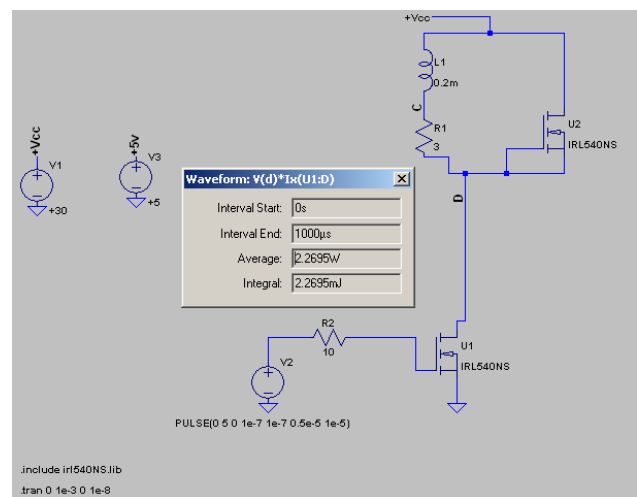 +Vcc
L1
0.2m
C
R1
3
U2
IRL540NS
+Vcc
V1
+30
+5v
V3
+5
Waveform: V(d)*Ix(U1:D)
Interval Start: 0s
Interval End: 1000µs
Average: 2.2695W
Integral: 2.2695mJ
D
R2
10
V2
U1
IRL540NS
PULSE(0 5 0 1e-7 1e-7 0.5e-5 1e-5)
.include irl540NS.lib
.tran 0 1e-3 0 1e-8